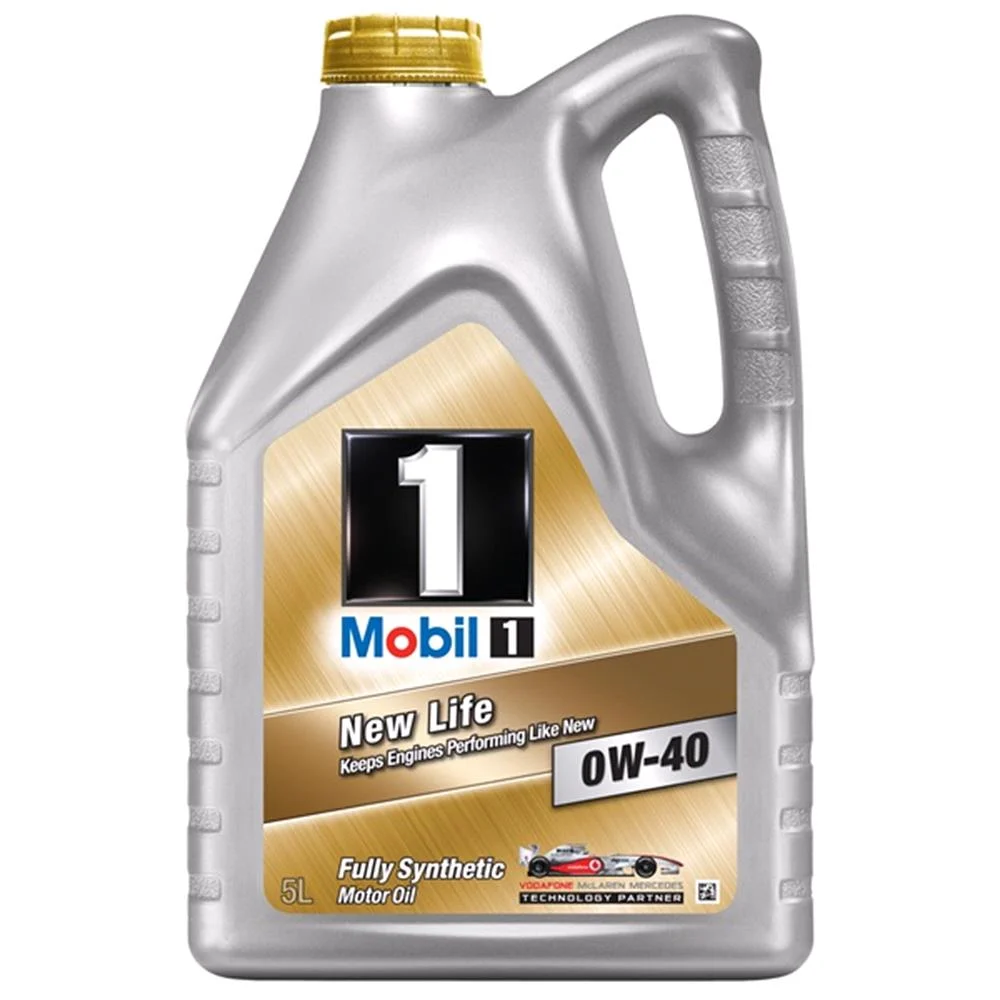 1
Mobil 1
New Life
Keeps Engines Performing Like New
0W-40
Fully Synthetic
Motor Oil
5L
vodafone
VODAFONE McLAREN MERCEDES
TECHNOLOGY PARTNER